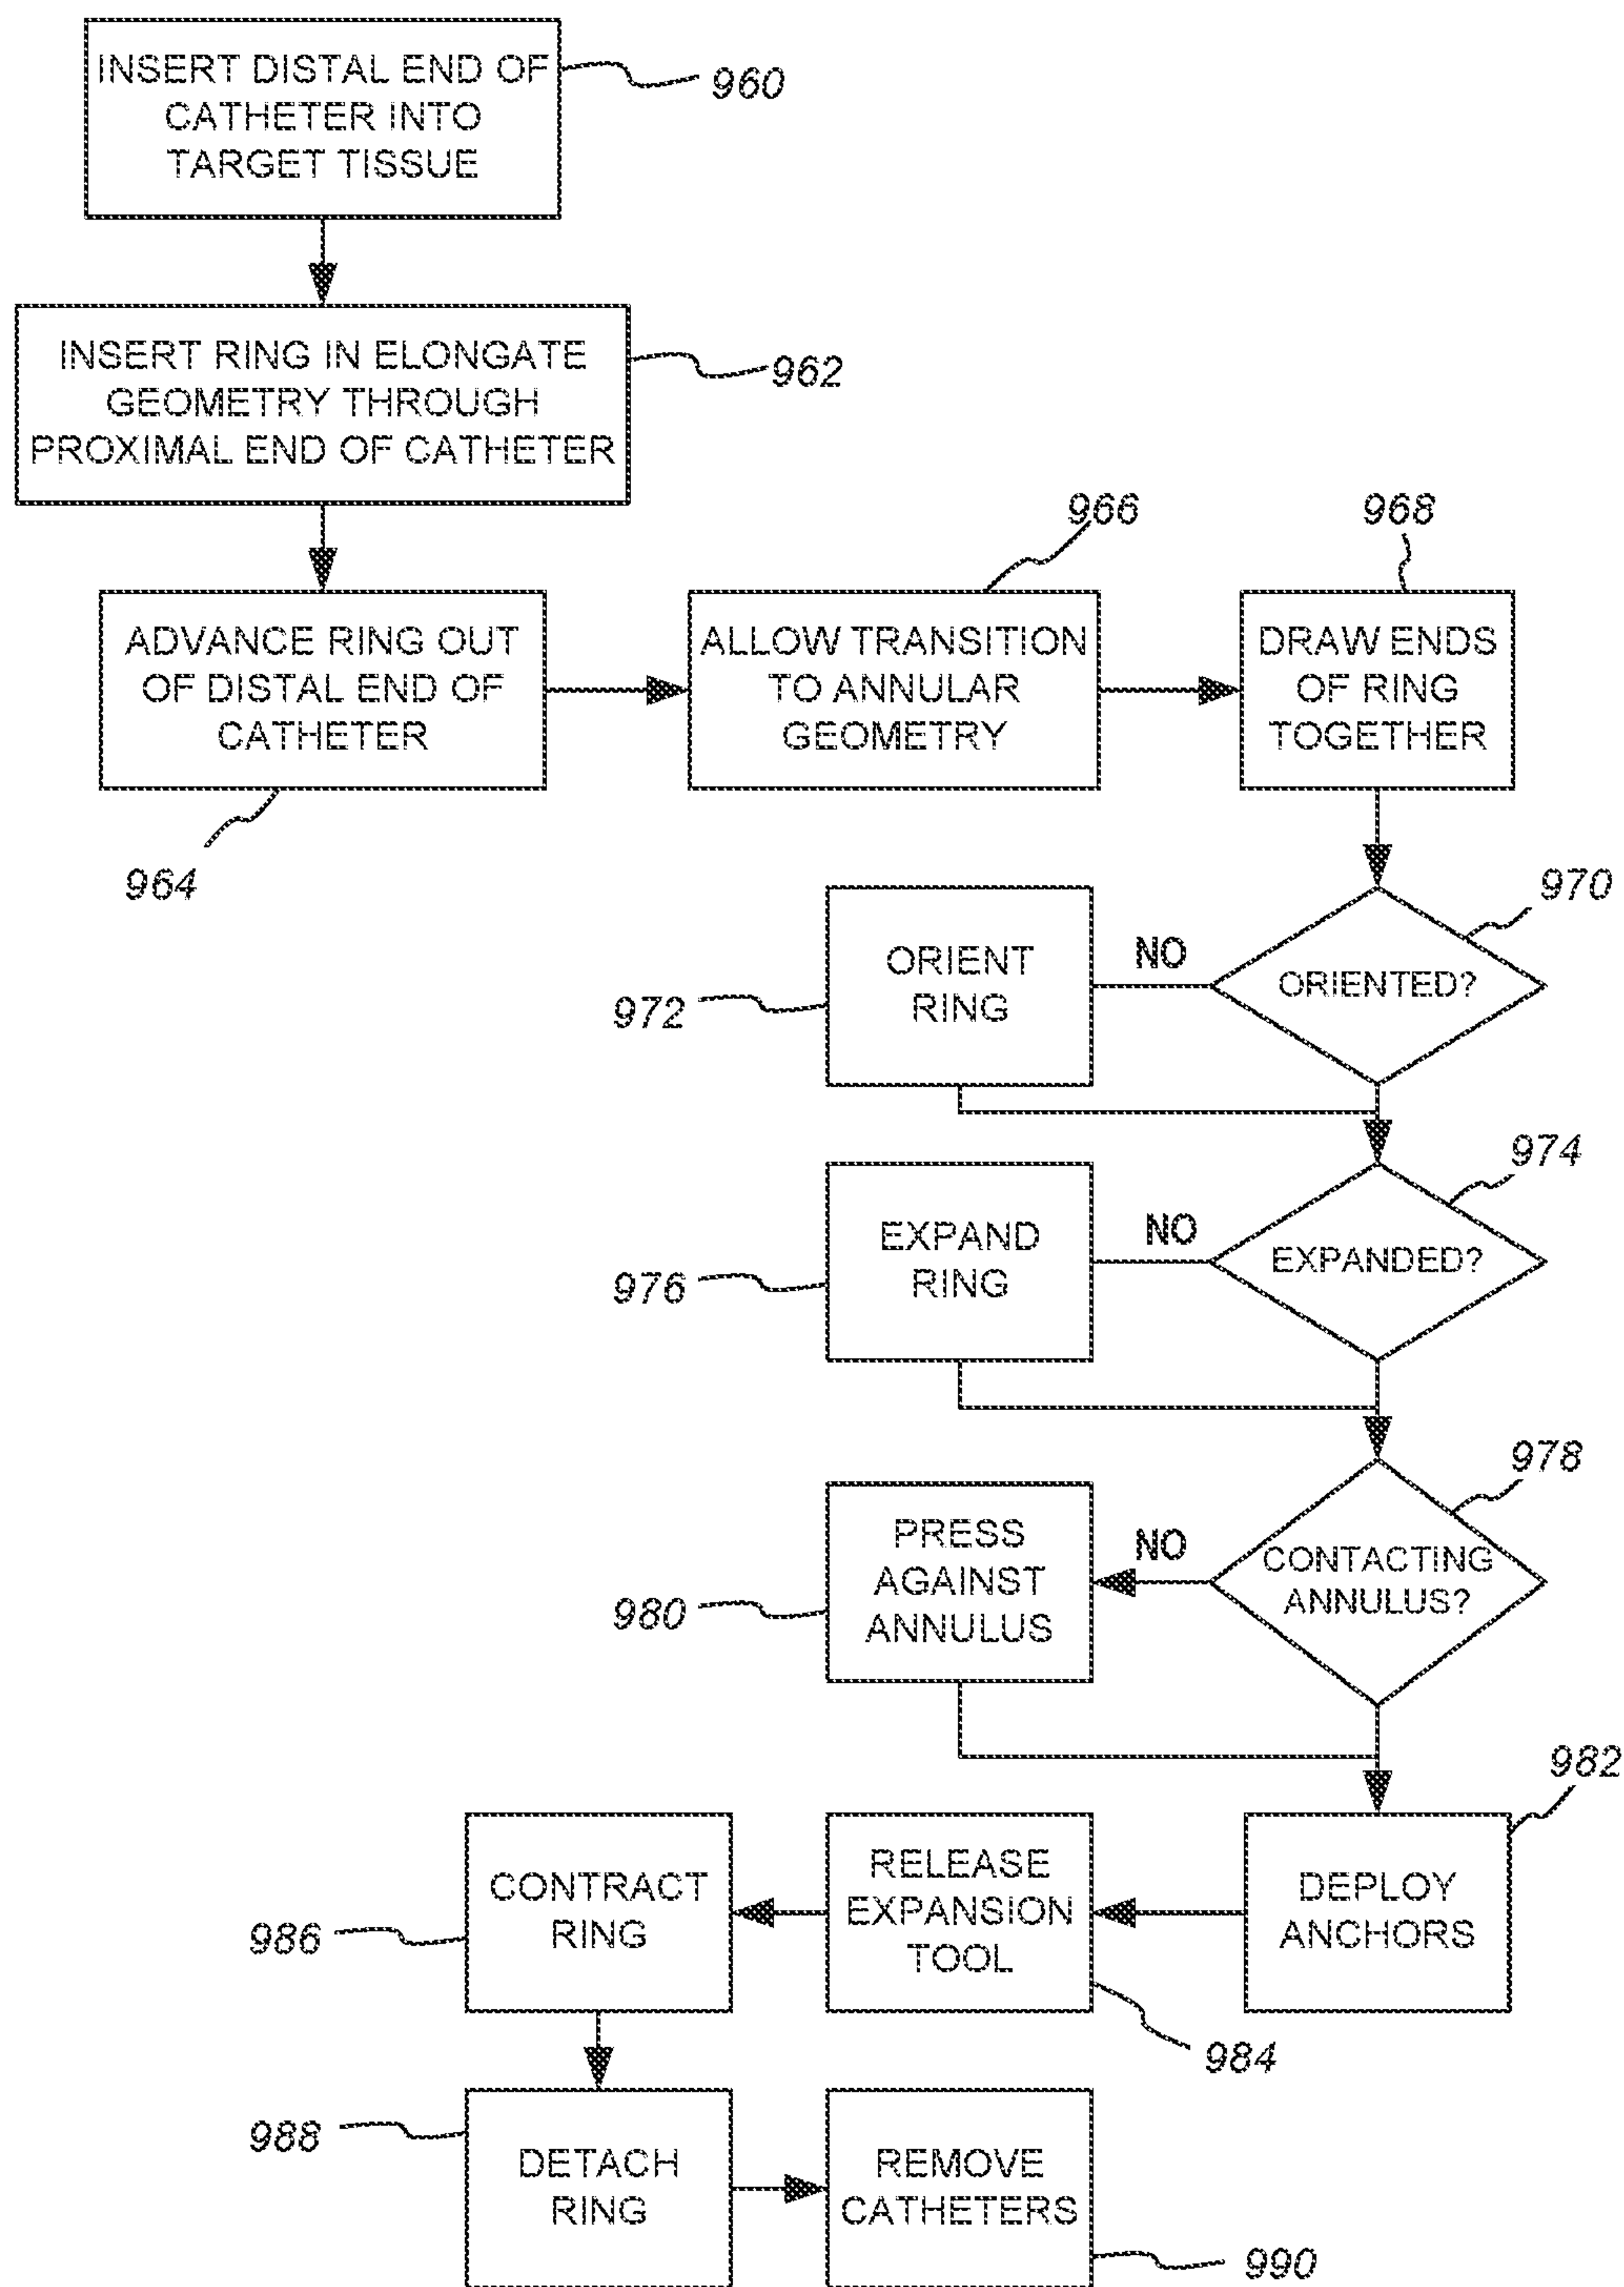 INSERT DISTAL END OF
CATHETER INTO
TARGET TISSUE
960
INSERT RING IN ELONGATE
GEOMETRY THROUGH
PROXIMAL END OF CATHETER
962
ADVANCE RING OUT
OF DISTAL END OF
CATHETER
964
ALLOW TRANSITION
TO ANNULAR
GEOMETRY
966
DRAW ENDS
OF RING
TOGETHER
968
ORIENTED?
970
NO
ORIENT
RING
972
EXPANDED?
974
NO
EXPAND
RING
976
CONTACTING
ANNULUS?
978
NO
PRESS
AGAINST
ANNULUS
980
DEPLOY
ANCHORS
982
RELEASE
EXPANSION
TOOL
984
CONTRACT
RING
986
DETACH
RING
988
REMOVE
CATHETERS
990